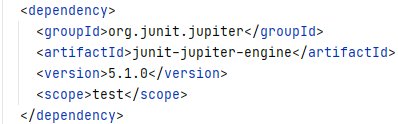 <dependency>
<groupId>org.junit.jupiter</groupId>
<artifactId>junit-jupiter-engine</artifactId>
<version>5.1.0</version>
<scope>test</scope>
</dependency>